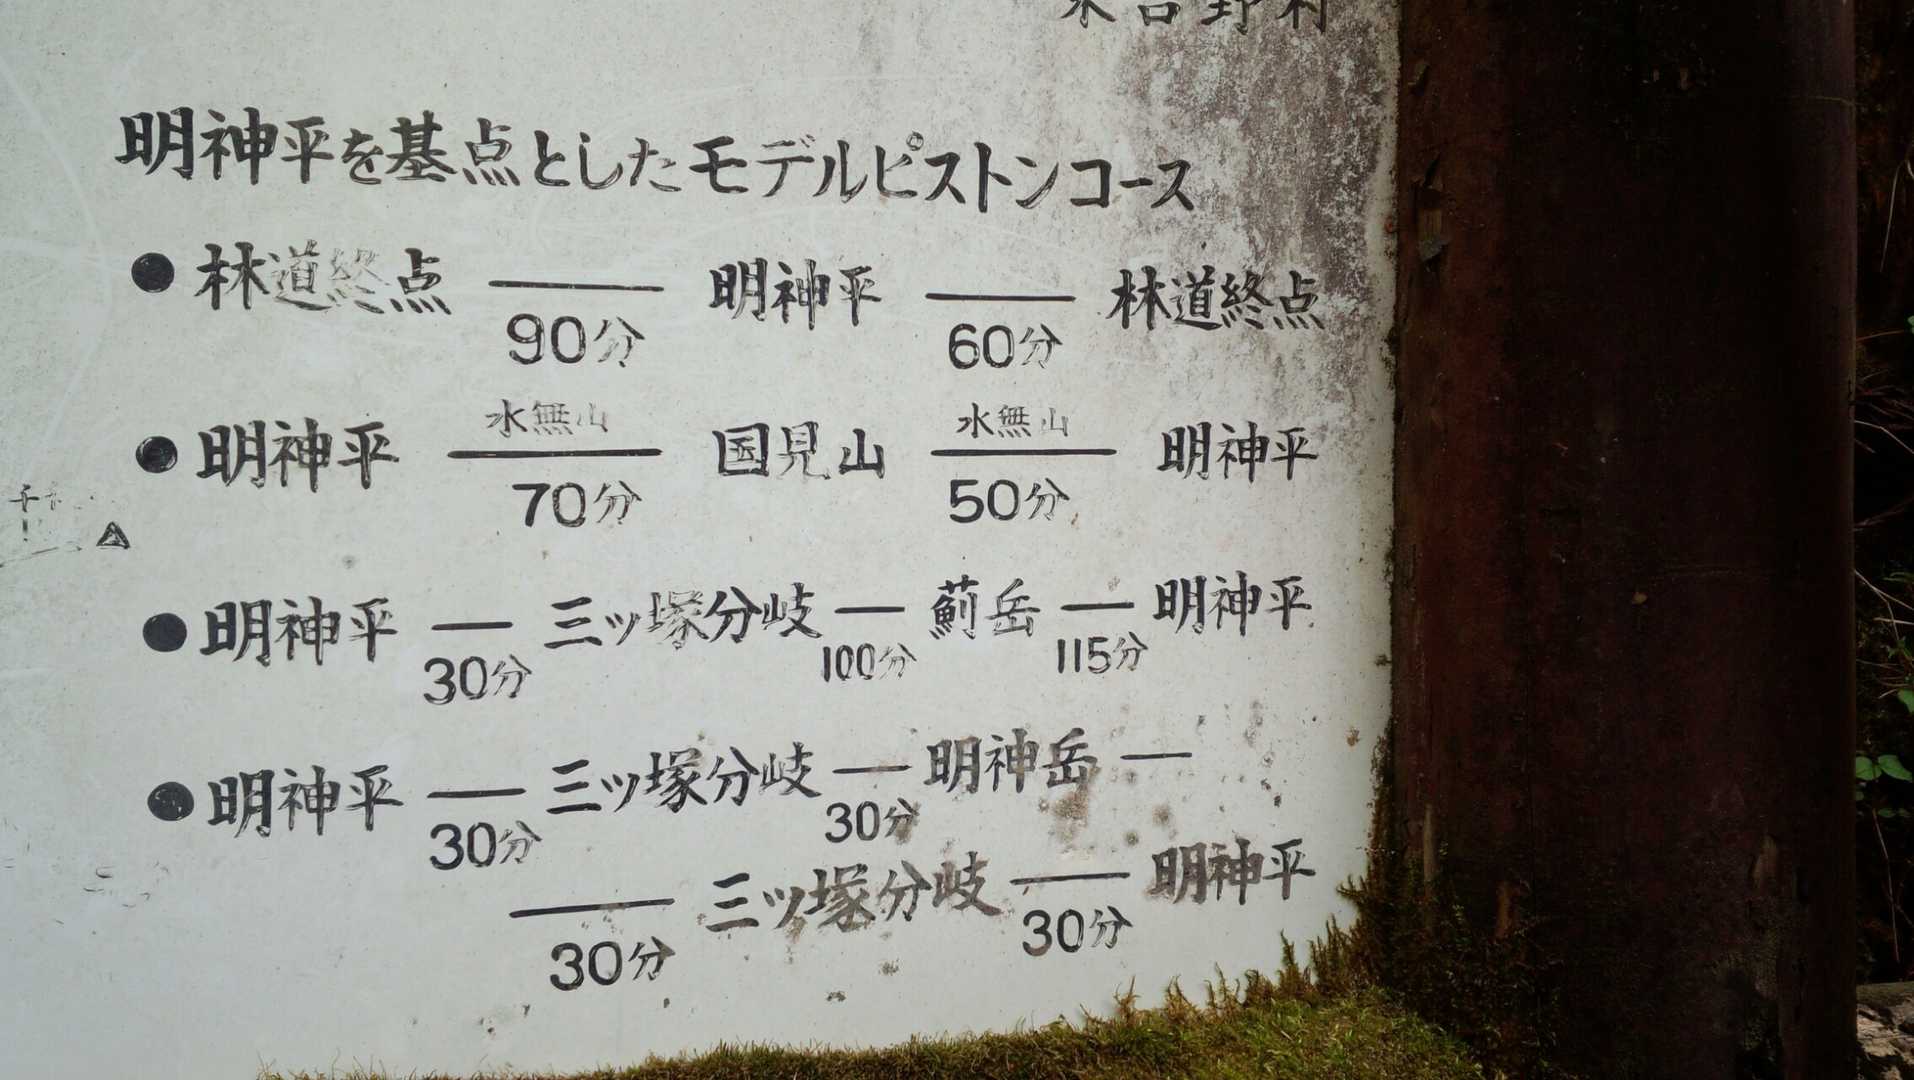 東吉野村
明神平を基点としたモデルピストンコース
●林道終点 ― 明神平 ― 林道終点
90分 60分
水無山 水無山
●明神平 ― 国見山 ― 明神平
70分 50分
●明神平 ― 三ッ塚分岐 ― 薊岳 ― 明神平
30分 100分 115分
●明神平 ― 三ッ塚分岐 ― 明神岳 ―
30分 30分
― 三ッ塚分岐 ― 明神平
30分 30分